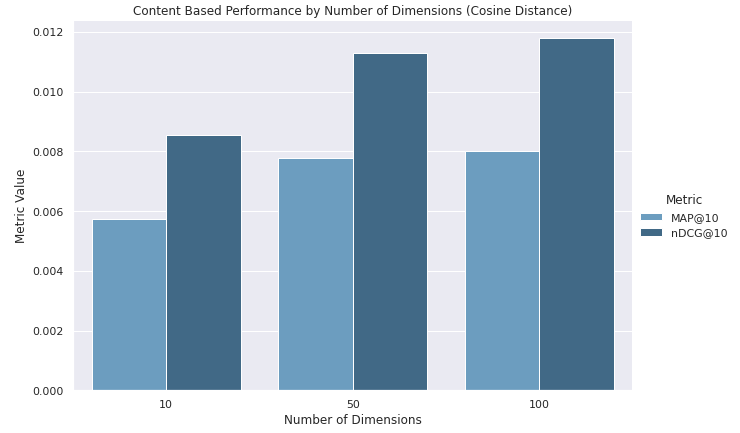 Content Based Performance by Number of Dimensions (Cosine Distance)
0.012
0.010
0.008
0.006
0.004
0.002
0.000
Metric Value
10
50
100
Number of Dimensions
Metric
MAP@10
nDCG@10